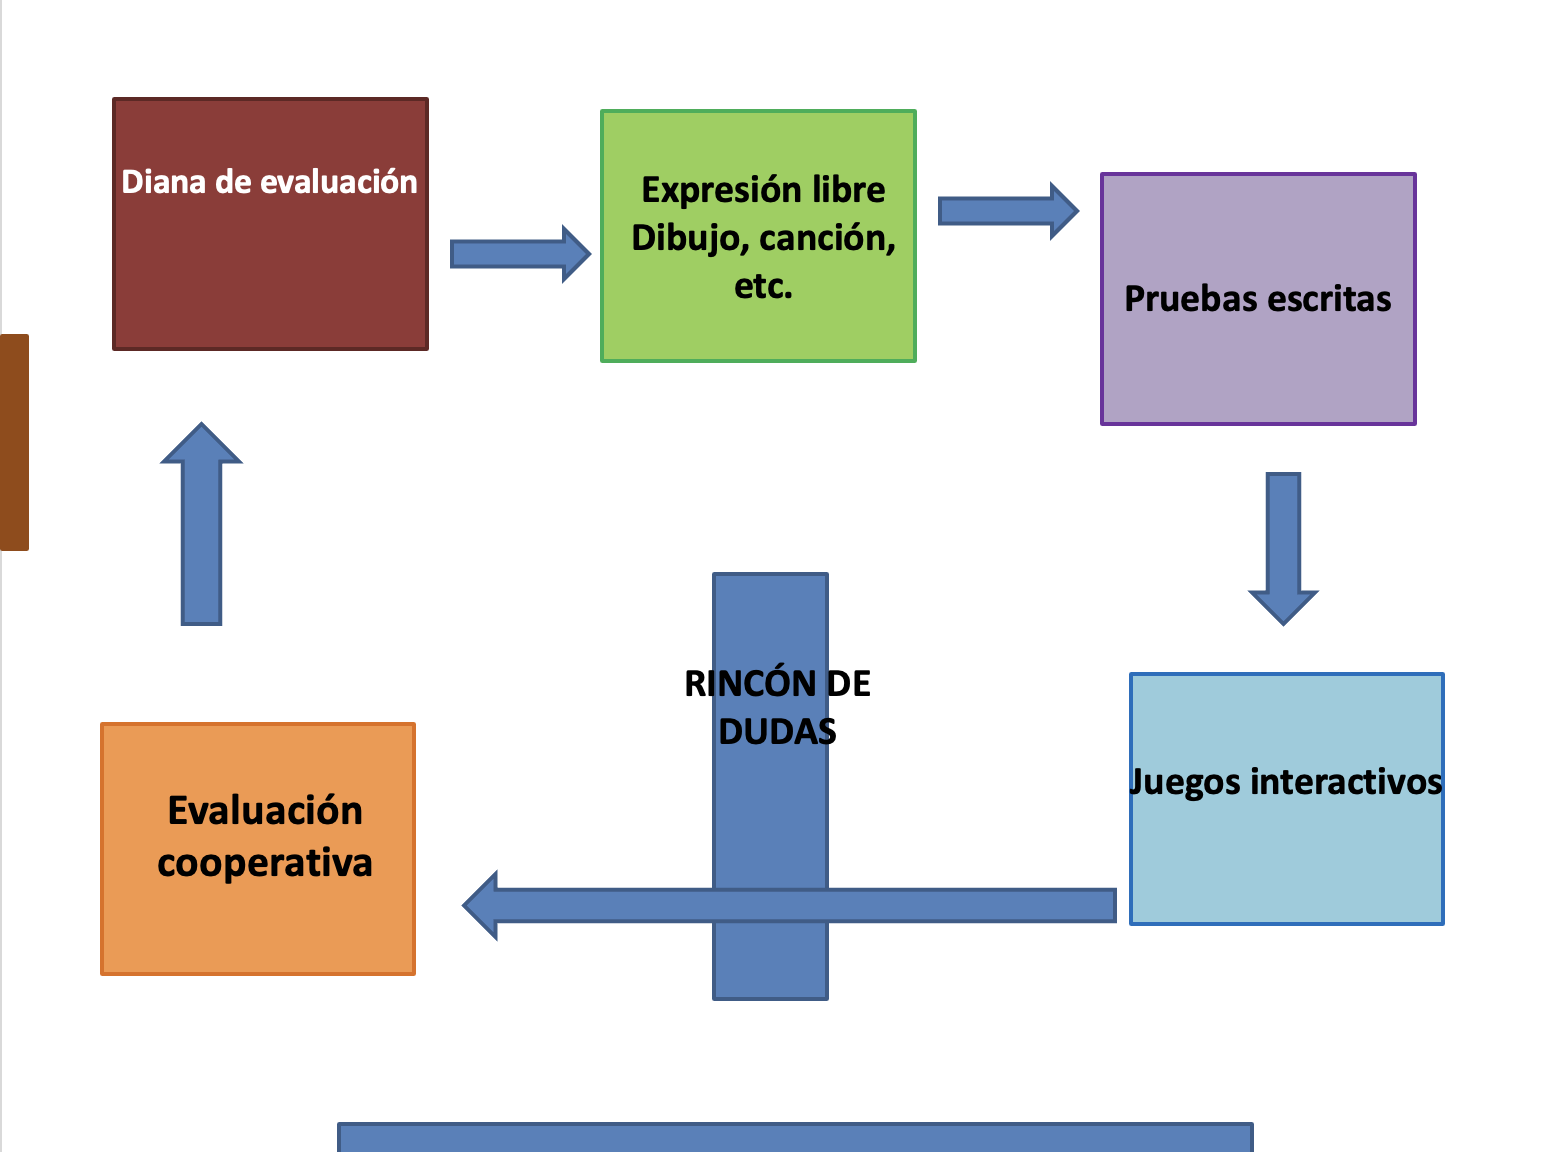 Diana de evaluación
Expresión libre
Dibujo, canción,
etc.
Pruebas escritas
RINCÓN DE
DUDAS
Juegos interactivos
Evaluación
cooperativa